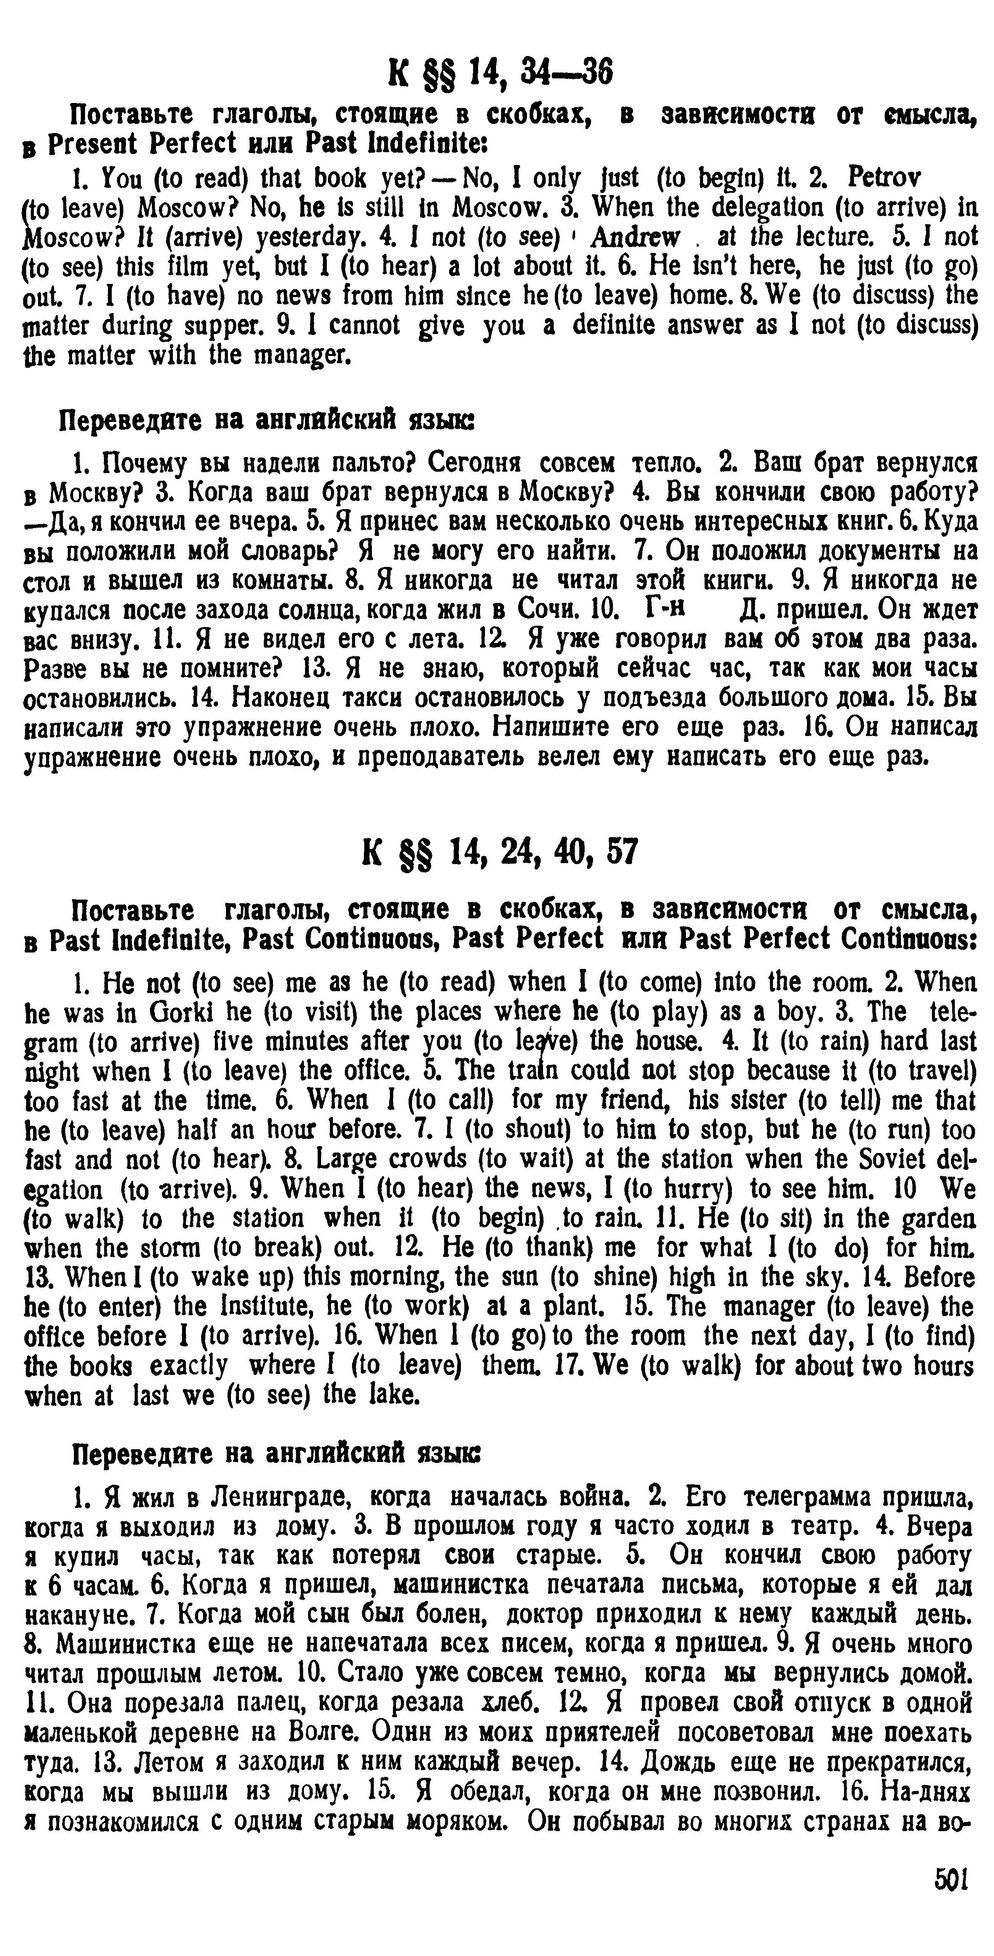 К §§ 14, 34—36
Поставьте глаголы, стоящие в скобках, в зависимости от смысла,
в Present Perfect или Past Indefinite:
1. You (to read) that book yet? — No, I only just (to begin) it. 2. Petrov
(to leave) Moscow? No, he is still in Moscow. 3. When the delegation (to arrive) in
Moscow? It (arrive) yesterday. 4. I not (to see) Andrew at the lecture. 5. I not
(to see) this film yet, but I (to hear) a lot about it. 6. He isn't here, he just (to go)
out. 7. I (to have) no news from him since he (to leave) home. 8. We (to discuss) the
matter during supper. 9. I cannot give you a definite answer as I not (to discuss)
the matter with the manager.
Переведите на английский язык:
1. Почему вы надели пальто? Сегодня совсем тепло. 2. Ваш брат вернулся
в Москву? 3. Когда ваш брат вернулся в Москву? 4. Вы кончили свою работу?
—Да, я кончил ее вчера. 5. Я принес вам несколько очень интересных книг. 6. Куда
вы положили мой словарь? Я не могу его найти. 7. Он положил документы на
стол и вышел из комнаты. 8. Я никогда не читал этой книги. 9. Я никогда не
купался после захода солнца, когда жил в Сочи. 10. Г-н Д. пришел. Он ждет
вас внизу. 11. Я не видел его с лета. 12. Я уже говорил вам об этом два раза.
Разве вы не помните? 13. Я не знаю, который сейчас час, так как мои часы
остановились. 14. Наконец такси остановилось у подъезда большого дома. 15. Вы
написали это упражнение очень плохо. Напишите его еще раз. 16. Он написал
упражнение очень плохо, и преподаватель велел ему написать его еще раз.
К §§ 14, 24, 40, 57
Поставьте глаголы, стоящие в скобках, в зависимости от смысла,
в Past Indefinite, Past Continuous, Past Perfect или Past Perfect Continuous:
1. He not (to see) me as he (to read) when I (to come) into the room. 2. When
he was in Gorki he (to visit) the places where he (to play) as a boy. 3. The tele-
gram (to arrive) five minutes after you (to leave) the house. 4. It (to rain) hard last
night when I (to leave) the office. 5. The train could not stop because it (to travel)
too fast at the time. 6. When I (to call) for my friend, his sister (to tell) me that
he (to leave) half an hour before. 7. I (to shout) to him to stop, but he (to run) too
fast and not (to hear). 8. Large crowds (to wait) at the station when the Soviet del-
egation (to arrive). 9. When I (to hear) the news, I (to hurry) to see him. 10 We
(to walk) to the station when it (to begin) to rain. 11. He (to sit) in the garden
when the storm (to break) out. 12. He (to thank) me for what I (to do) for him.
13. When I (to wake up) this morning, the sun (to shine) high in the sky. 14. Before
he (to enter) the Institute, he (to work) at a plant. 15. The manager (to leave) the
office before I (to arrive). 16. When I (to go) to the room the next day, I (to find)
the books exactly where I (to leave) them. 17. We (to walk) for about two hours
when at last we (to see) the lake.
Переведите на английский язык:
1. Я жил в Ленинграде, когда началась война. 2. Его телеграмма пришла,
когда я выходил из дому. 3. В прошлом году я часто ходил в театр. 4. Вчера
я купил часы, так как потерял свои старые. 5. Он кончил свою работу
к 6 часам. 6. Когда я пришел, машинистка печатала письма, которые я ей дал
накануне. 7. Когда мой сын был болен, доктор приходил к нему каждый день.
8. Машинистка еще не напечатала всех писем, когда я пришел. 9. Я очень много
читал прошлым летом. 10. Стало уже совсем темно, когда мы вернулись домой.
11. Она порезала палец, когда резала хлеб. 12. Я провел свой отпуск в одной
маленькой деревне на Волге. Один из моих приятелей посоветовал мне поехать
туда. 13. Летом я заходил к ним каждый вечер. 14. Дождь еще не прекратился,
когда мы вышли из дому. 15. Я обедал, когда он мне позвонил. 16. На-днях
я познакомился с одним старым моряком. Он побывал во многих странах на во-
501